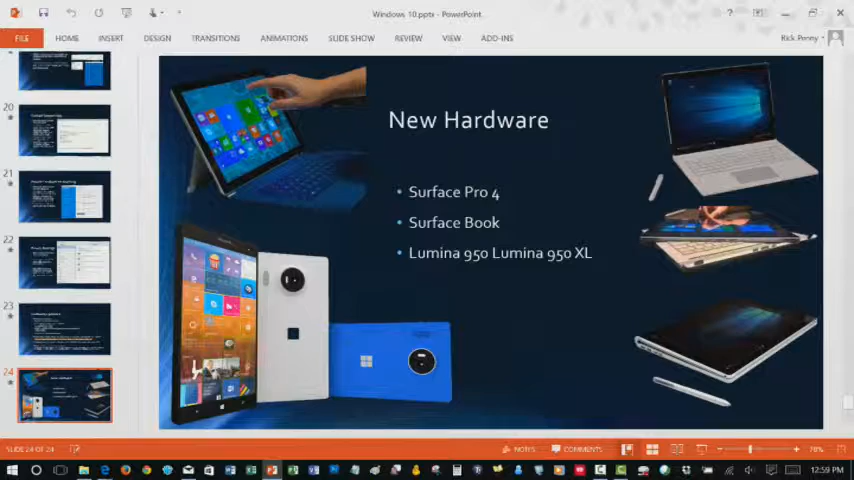 Windows 10.pptx - PowerPoint
?
FILE
HOME
INSERT
DESIGN
TRANSITIONS
ANIMATIONS
SLIDE SHOW
REVIEW
VIEW
ADD-INS
Rick Penny
20
21
22
23
24
New Hardware
• Surface Pro 4
• Surface Book
• Lumina 950 Lumina 950 XL
SLIDE 24 OF 24
NOTES
COMMENTS
70%
12:59 PM